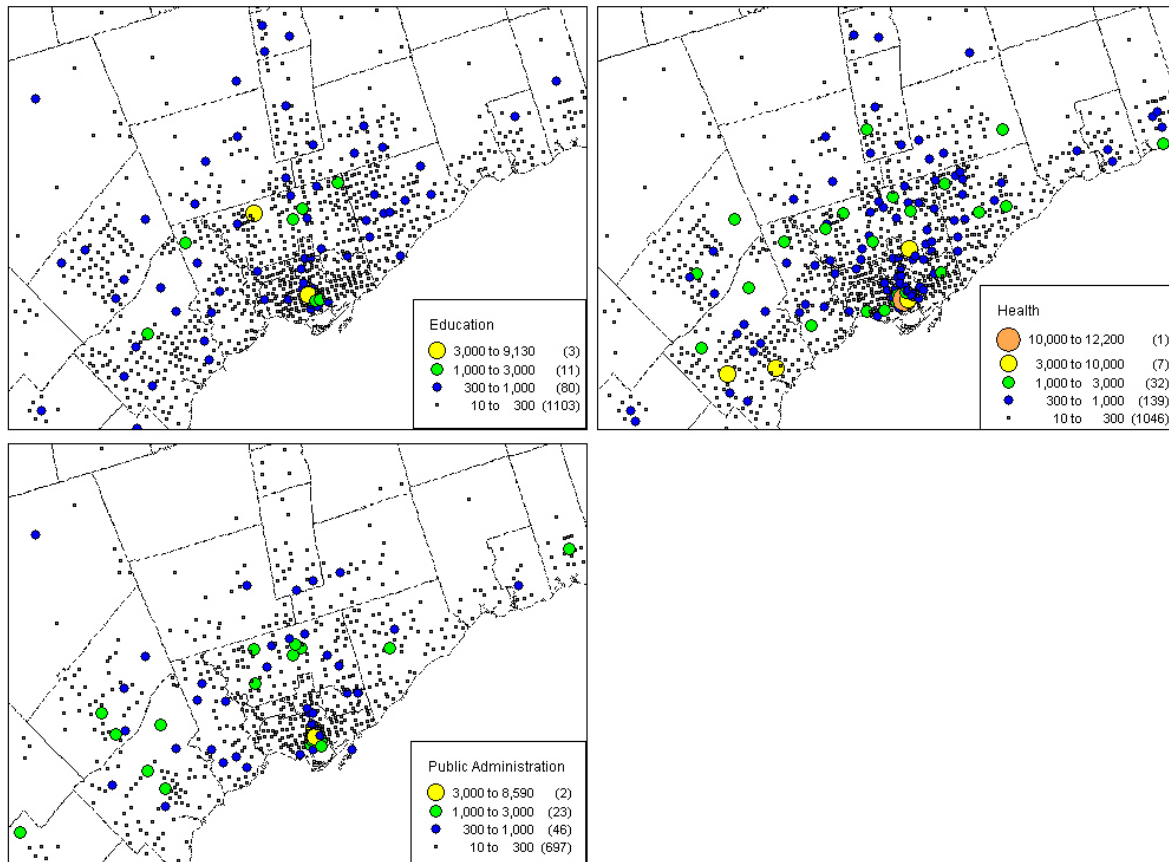 Education
3,000 to 9,130 (3)
1,000 to 3,000 (11)
300 to 1,000 (80)
10 to 300 (1103)
Health
10,000 to 12,200 (1)
3,000 to 10,000 (7)
1,000 to 3,000 (32)
300 to 1,000 (139)
10 to 300 (1046)
Public Administration
3,000 to 8,590 (2)
1,000 to 3,000 (23)
300 to 1,000 (46)
10 to 300 (697)